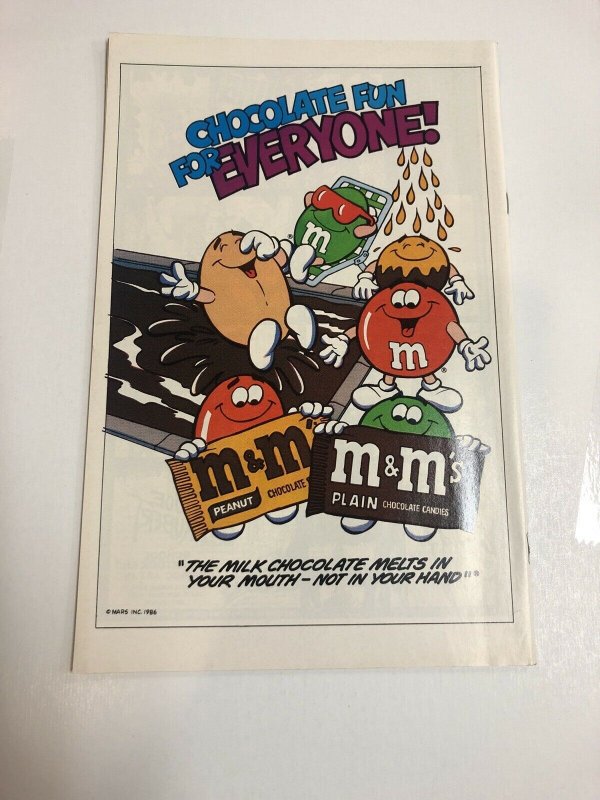 CHOCOLATE FUN
FOR EVERYONE!
m
m
m&m's
PEANUT CHOCOLATE
m&m's
PLAIN CHOCOLATE CANDIES
"THE MILK CHOCOLATE MELTS IN
YOUR MOUTH – NOT IN YOUR HAND"®
© MARS INC. 1986